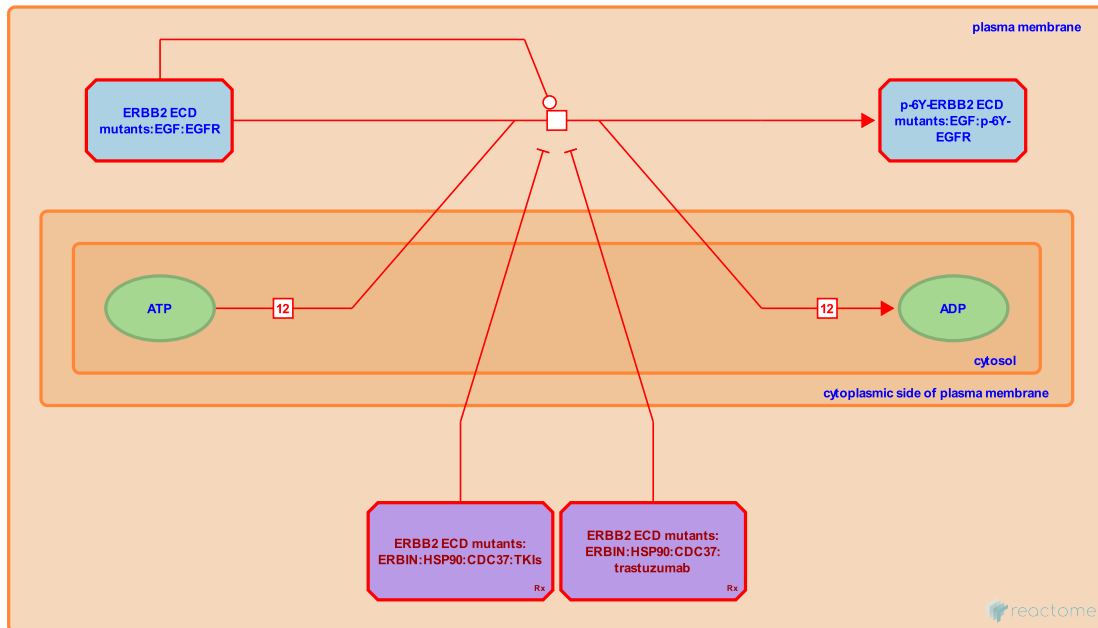 plasma membrane
ERBB2 ECD
mutants:EGF:EGFR
p-6Y-ERBB2 ECD
mutants:EGF:p-6Y-
EGFR
ATP
12
12
ADP
cytosol
cytoplasmic side of plasma membrane
ERBB2 ECD mutants:
ERBIN:HSP90:CDC37:TKIs
Rx
ERBB2 ECD mutants:
ERBIN:HSP90:CDC37:
trastuzumab
Rx
reactome